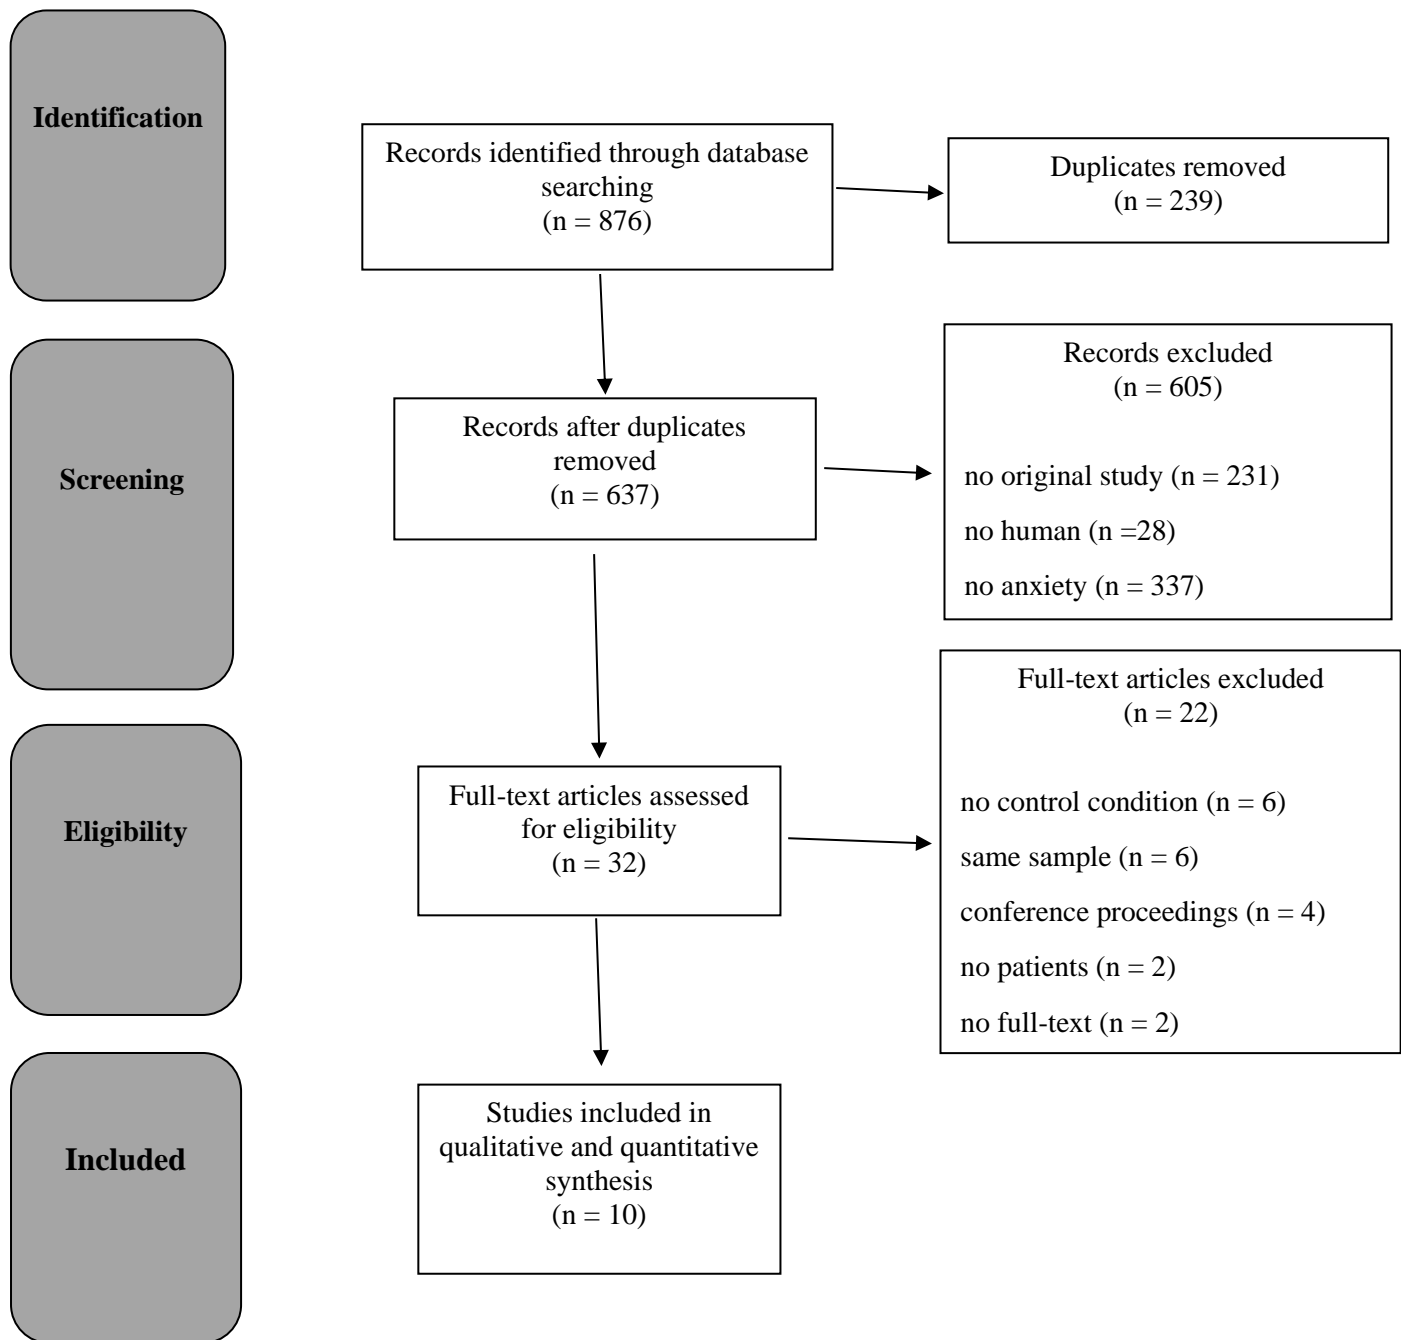 Identification
Records identified through database
searching
(n = 876)
Duplicates removed
(n = 239)
Screening
Records after duplicates
removed
(n = 637)
Records excluded
(n = 605)
no original study (n = 231)
no human (n =28)
no anxiety (n = 337)
Eligibility
Full-text articles assessed
for eligibility
(n = 32)
Full-text articles excluded
(n = 22)
no control condition (n = 6)
same sample (n = 6)
conference proceedings (n = 4)
no patients (n = 2)
no full-text (n = 2)
Included
Studies included in
qualitative and quantitative
synthesis
(n = 10)